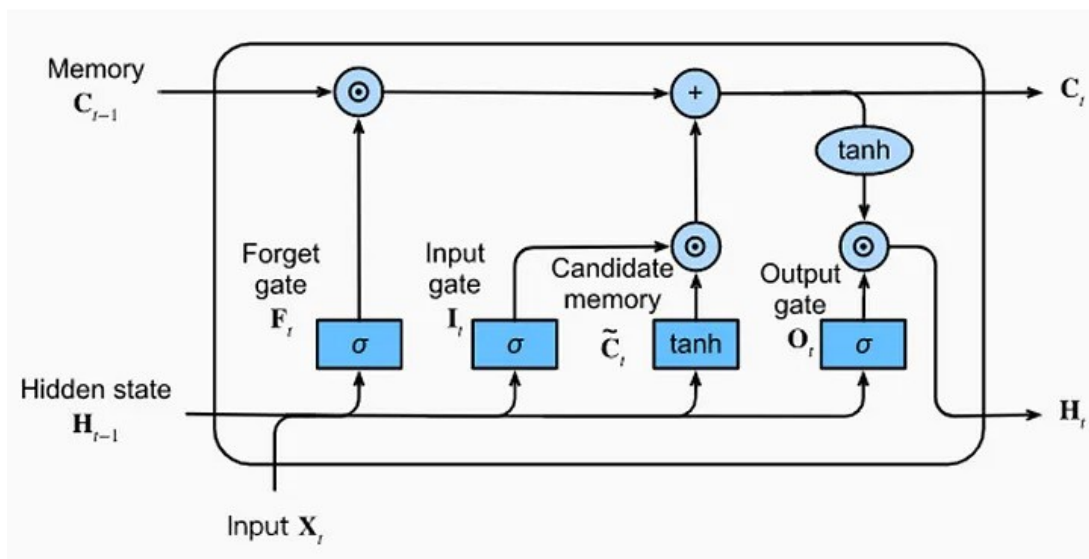 Memory
C_{t-1}
⊙
+
C_t
tanh
⊙
⊙
Forget
gate
F_t
Input
gate
I_t
Candidate
memory
C̃_t
Output
gate
O_t
σ
σ
tanh
σ
Hidden state
H_{t-1}
H_t
Input X_t